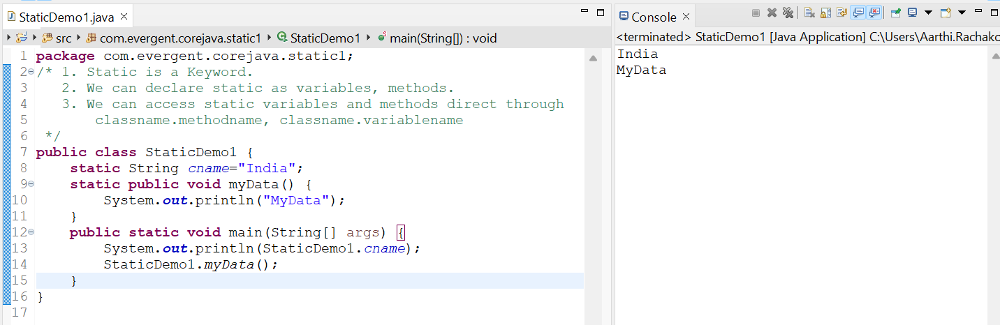 StaticDemo1.java
src com.evergent.corejava.static1 StaticDemo1 main(String[]) : void
1 package com.evergent.corejava.static1;
2 /* 1. Static is a Keyword.
3 2. We can declare static as variables, methods.
4 3. We can access static variables and methods direct through
5 classname.methodname, classname.variablename
6 */
7 public class StaticDemo1 {
8 static String cname="India";
9 static public void myData() {
10 System.out.println("MyData");
11 }
12 public static void main(String[] args) {
13 System.out.println(StaticDemo1.cname);
14 StaticDemo1.myData();
15 }
16 }
17
Console
<terminated> StaticDemo1 [Java Application] C:\Users\Aarthi.Rachako
India
MyData